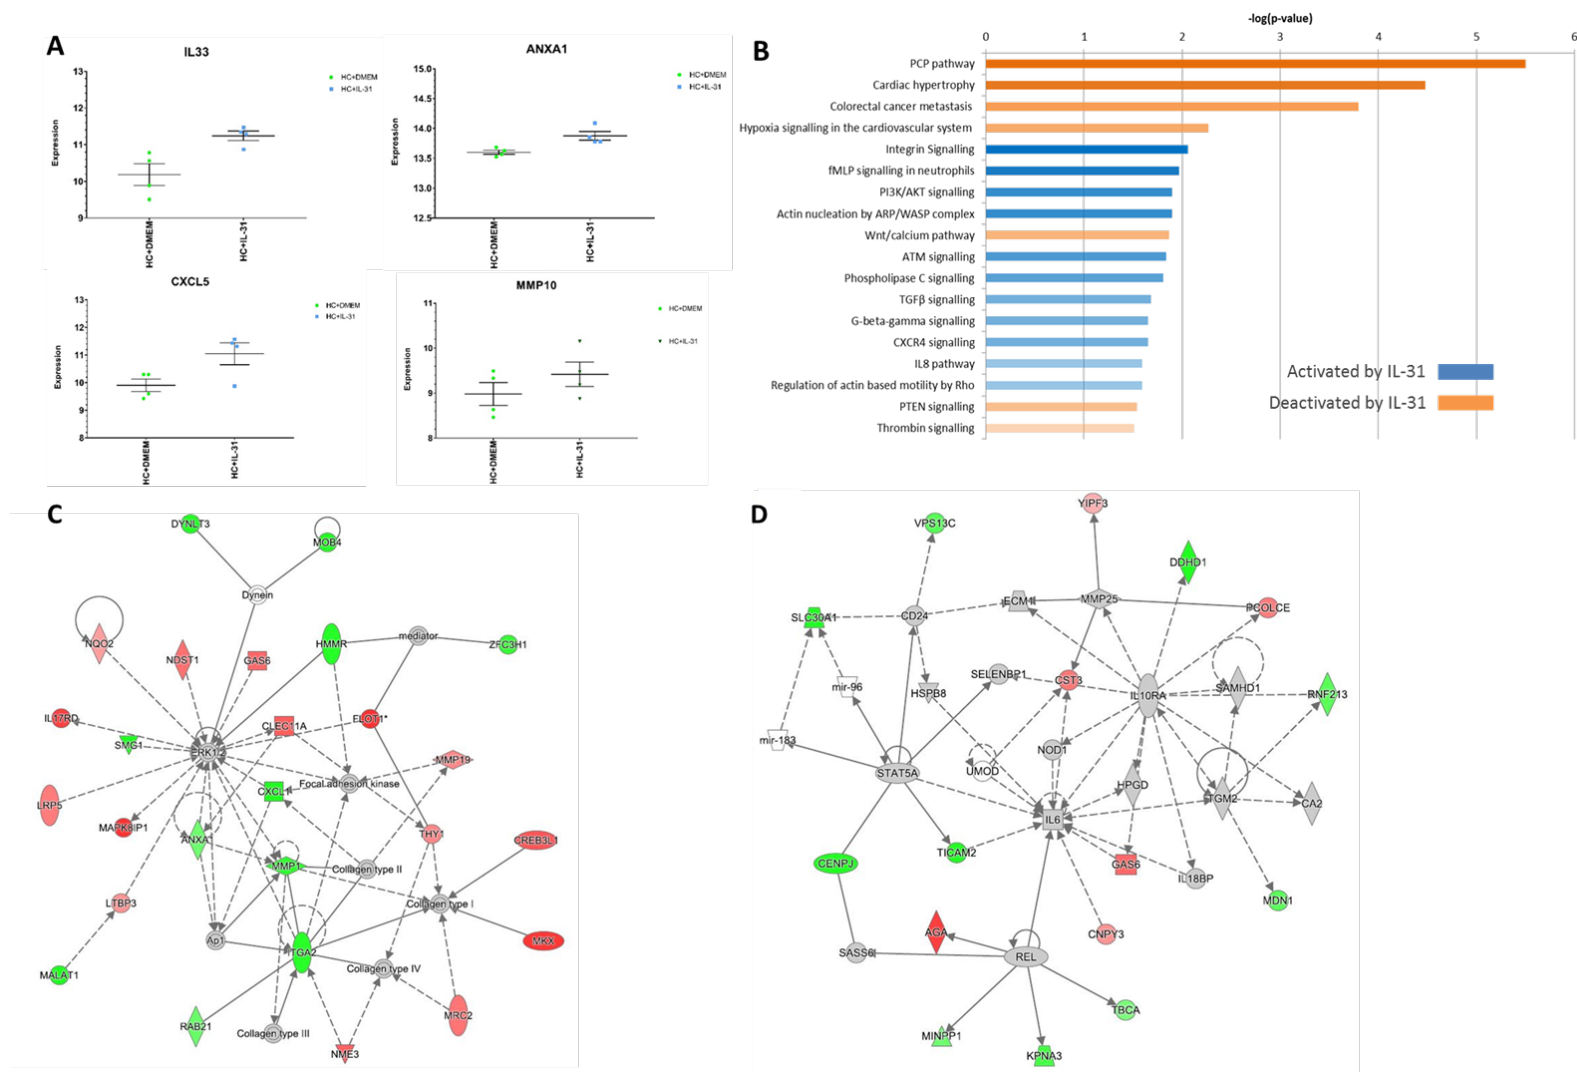 A
IL33
13
12
11
10
9
Expression
HC+DMEM
HC+IL-31
HC+DMEM
HC+IL-31
ANXA1
15.0
14.5
14.0
13.5
13.0
12.5
Expression
HC+DMEM
HC+IL-31
HC+DMEM
HC+IL-31
CXCL5
13
12
11
10
9
8
Expression
HC+DMEM
HC+IL-31
HC+DMEM
HC+IL-31
MMP10
11
10
9
8
Expression
HC+DMEM
HC+IL-31
HC+DMEM
HC+IL-31
B
-log(p-value)
0 1 2 3 4 5 6
PCP pathway
Cardiac hypertrophy
Colorectal cancer metastasis
Hypoxia signalling in the cardiovascular system
Integrin Signalling
fMLP signalling in neutrophils
PI3K/AKT signalling
Actin nucleation by ARP/WASP complex
Wnt/calcium pathway
ATM signalling
Phospholipase C signalling
TGFβ signalling
G-beta-gamma signalling
CXCR4 signalling
IL8 pathway
Regulation of actin based motility by Rho
PTEN signalling
Thrombin signalling
Activated by IL-31
Deactivated by IL-31
C
DYNLT3
MOB4
Dynein
NQO2
NDST1
GAS6
HMMR
mediator
ZFC3H1
IL17RD
SMG1
CLEC11A
ELOT1*
ERK1/2
MMP19
Focal adhesion kinase
CXCL1
LRP5
MAPK8IP1
ANXA1
THY1
CREB3L1
MMP1
Collagen type II
LTBP3
Collagen type I
Ap1
ITGA2
MKX
Collagen type IV
MALAT1
RAB21
Collagen type III
MRC2
NME3
D
YIPF3
VPS13C
DDHD1
SLC30A1
CD24
ECM1
MMP25
PCOLCE
mir-96
HSPB8
SELENBP1
CST3
IL10RA
SAMHD1
RNF213
mir-183
STAT5A
UMOD
NOD1
HPGD
TGM2
CA2
IL6
CENPJ
TICAM2
GAS6
IL18BP
MDN1
AGA
CNPY3
SASS6
REL
TBCA
MINPP1
KPNA3